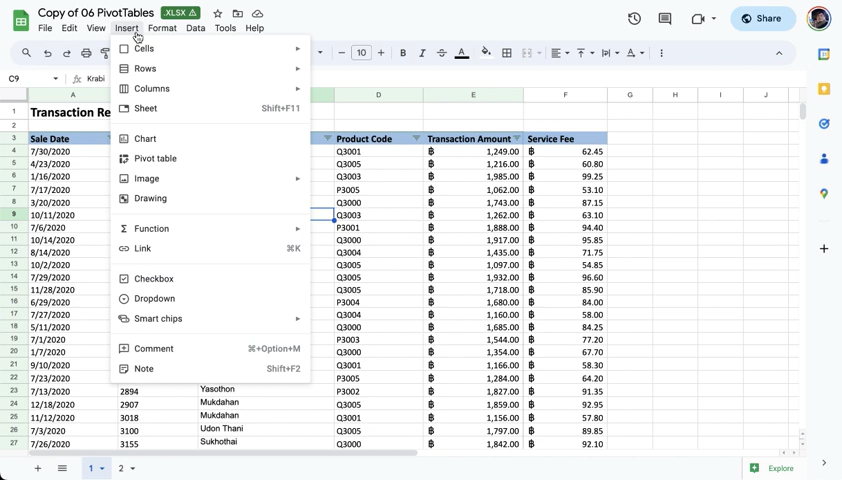 Copy of 06 PivotTables .XLSX
Share
File Edit View Insert Format Data Tools Help
10 B I S A
C9 fx Krabi
Cells
Rows
Columns
Sheet Shift+F11
Chart
Pivot table
Image
Drawing
Function
Link ⌘K
Checkbox
Dropdown
Smart chips
Comment ⌘+Option+M
Note Shift+F2
A D E F G H I J
1 Transaction Re
2
3 Sale Date Product Code Transaction Amount Service Fee
4 7/30/2020 Q3001 ฿ 1,249.00 ฿ 62.45
5 4/23/2020 Q3005 ฿ 1,216.00 ฿ 60.80
6 1/16/2020 Q3003 ฿ 1,985.00 ฿ 99.25
7 7/17/2020 P3005 ฿ 1,062.00 ฿ 53.10
8 3/20/2020 Q3000 ฿ 1,743.00 ฿ 87.15
9 10/11/2020 Q3003 ฿ 1,262.00 ฿ 63.10
10 7/6/2020 P3001 ฿ 1,888.00 ฿ 94.40
11 10/14/2020 Q3000 ฿ 1,917.00 ฿ 95.85
12 8/14/2020 Q3004 ฿ 1,435.00 ฿ 71.75
13 10/2/2020 Q3005 ฿ 1,097.00 ฿ 54.85
14 7/29/2020 Q3005 ฿ 1,932.00 ฿ 96.60
15 11/28/2020 Q3005 ฿ 1,718.00 ฿ 85.90
16 6/29/2020 P3004 ฿ 1,680.00 ฿ 84.00
17 7/27/2020 Q3004 ฿ 1,160.00 ฿ 58.00
18 5/11/2020 Q3000 ฿ 1,685.00 ฿ 84.25
19 7/1/2020 P3003 ฿ 1,544.00 ฿ 77.20
20 1/7/2020 Q3000 ฿ 1,354.00 ฿ 67.70
21 9/10/2020 Q3001 ฿ 1,166.00 ฿ 58.30
22 7/23/2020 P3005 ฿ 1,284.00 ฿ 64.20
23 7/13/2020 2894 Yasothon P3002 ฿ 1,827.00 ฿ 91.35
24 12/18/2020 2907 Mukdahan Q3005 ฿ 1,859.00 ฿ 92.95
25 11/12/2020 3018 Mukdahan Q3001 ฿ 1,156.00 ฿ 57.80
26 7/3/2020 3100 Udon Thani Q3005 ฿ 1,797.00 ฿ 89.85
27 7/26/2020 3155 Sukhothai Q3000 ฿ 1,842.00 ฿ 92.10
1 2 Explore